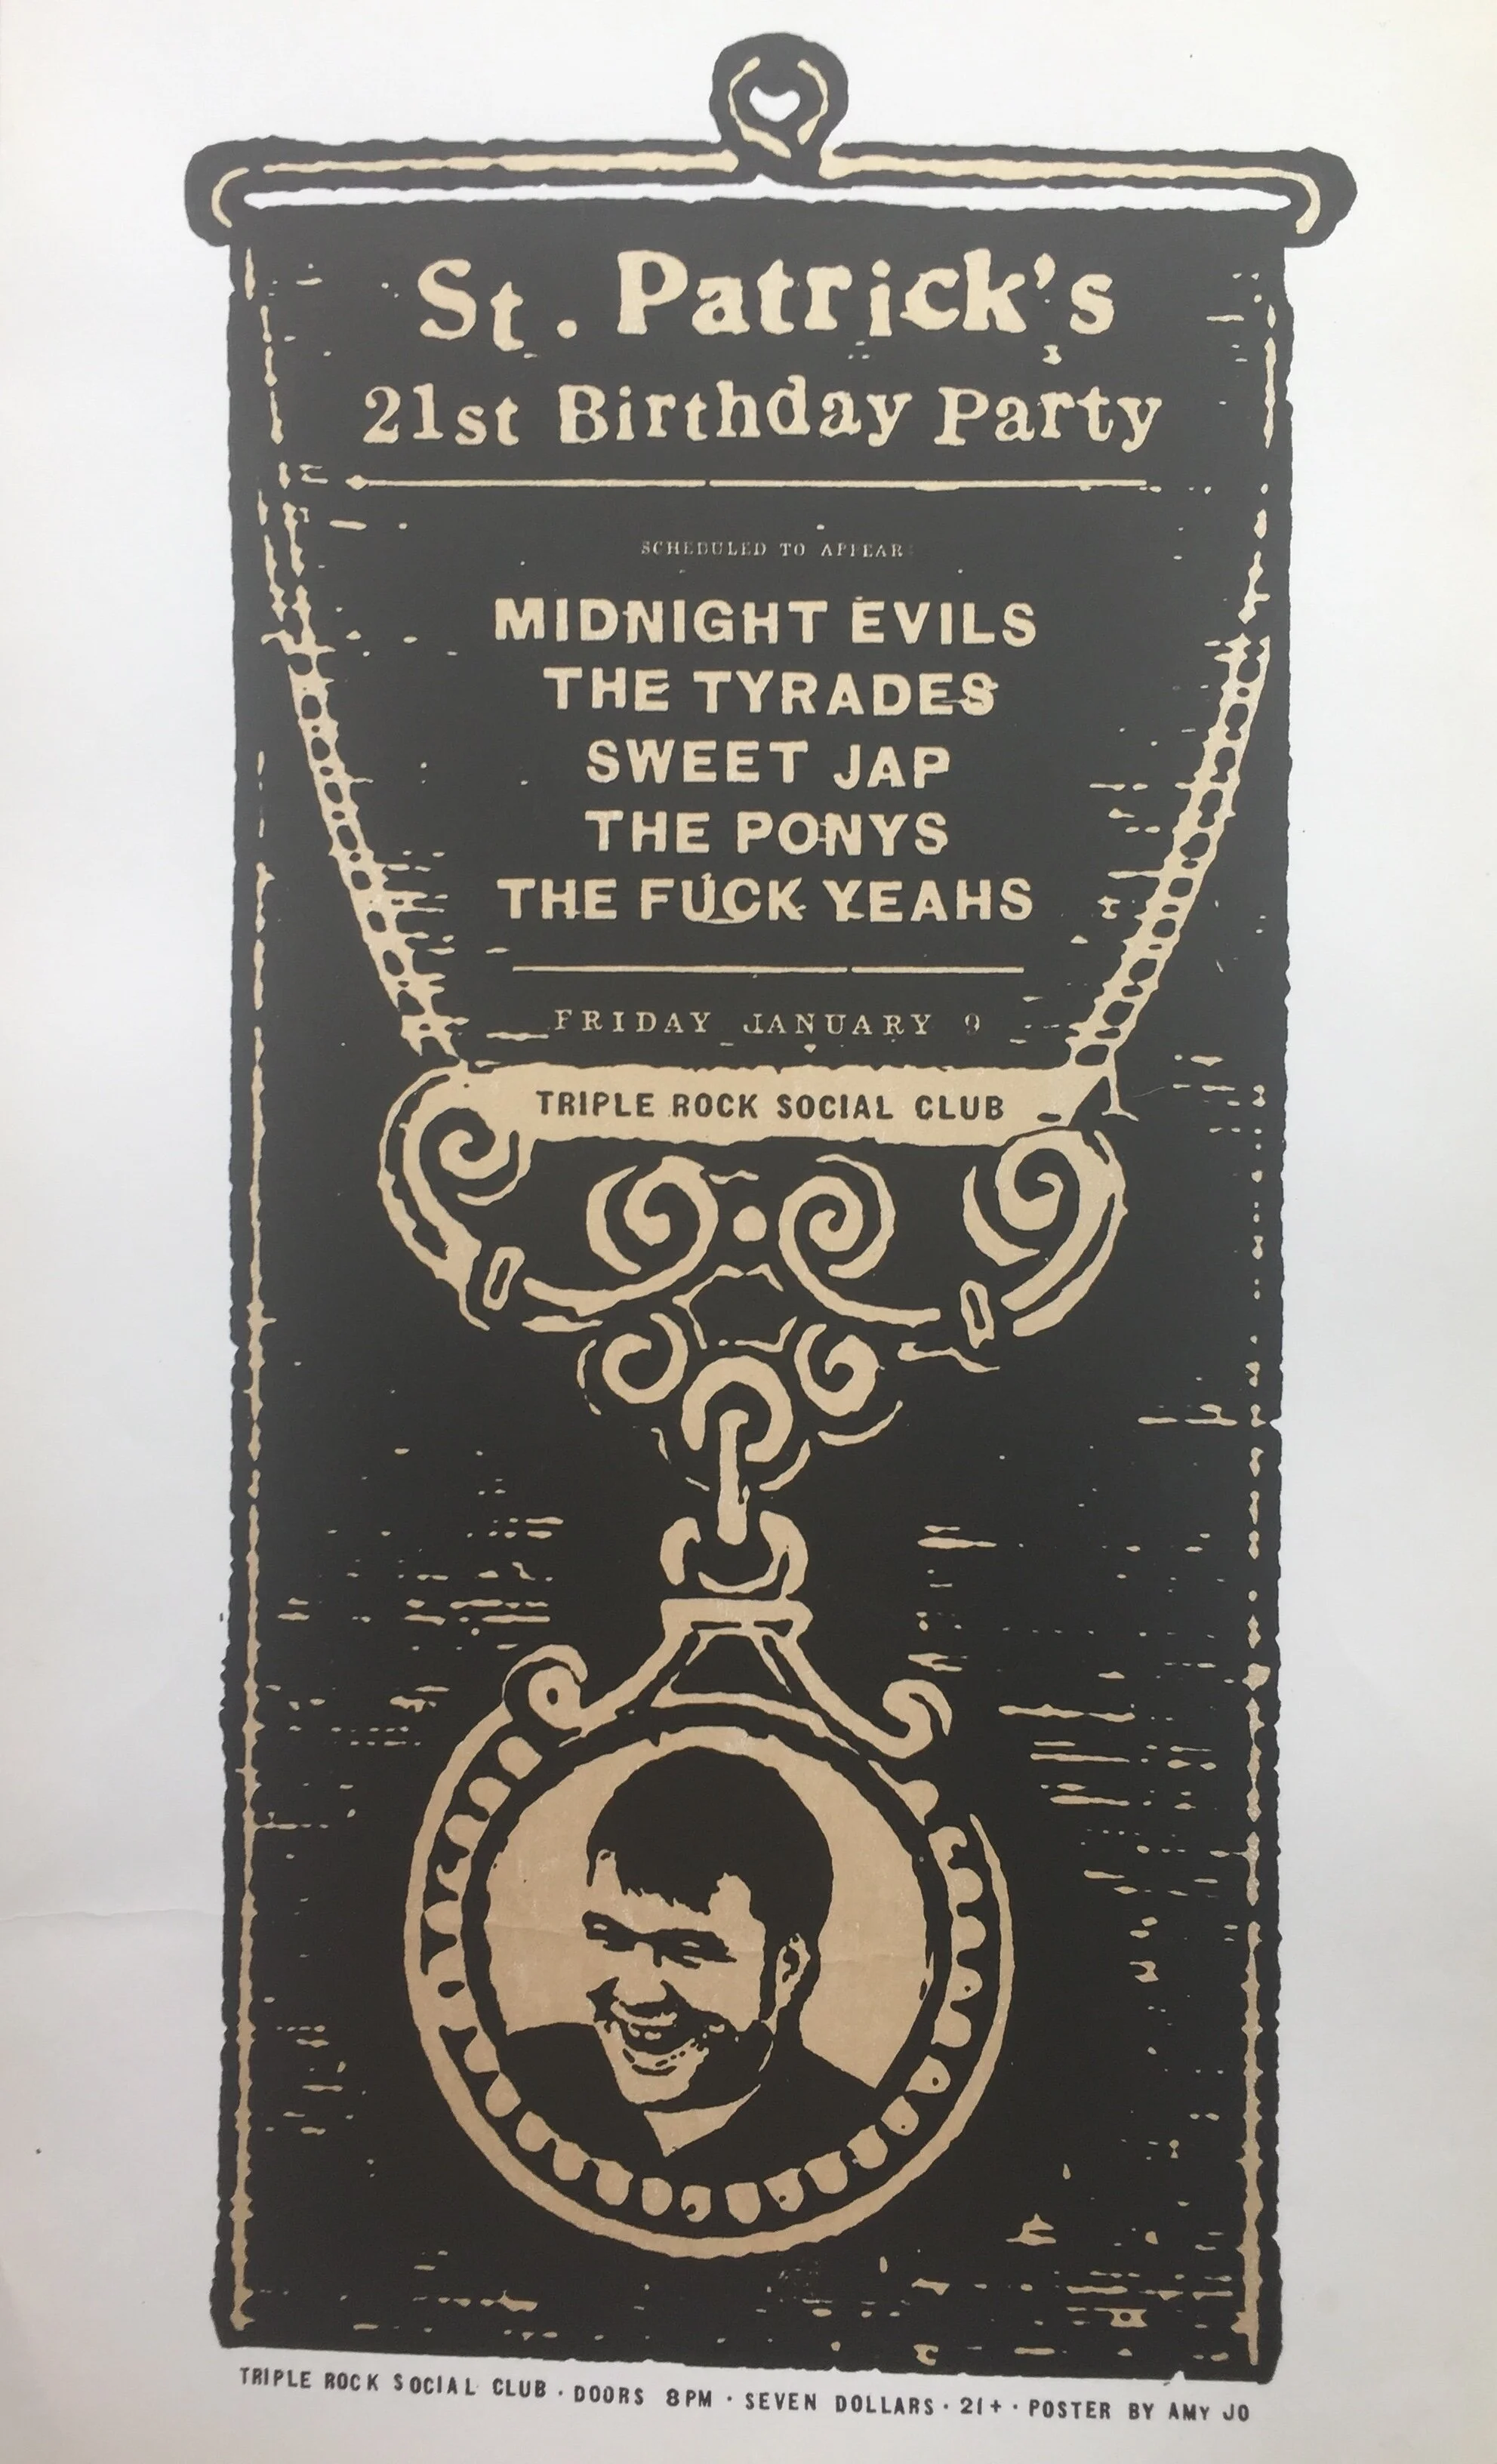 St. Patrick's
21st Birthday Party
SCHEDULED TO APPEAR:
MIDNIGHT EVILS
THE TYRADES
SWEET JAP
THE PONYS
THE FUCK YEAHS
FRIDAY JANUARY 9
TRIPLE ROCK SOCIAL CLUB
TRIPLE ROCK SOCIAL CLUB · DOORS 8PM · SEVEN DOLLARS · 21+ · POSTER BY AMY JO